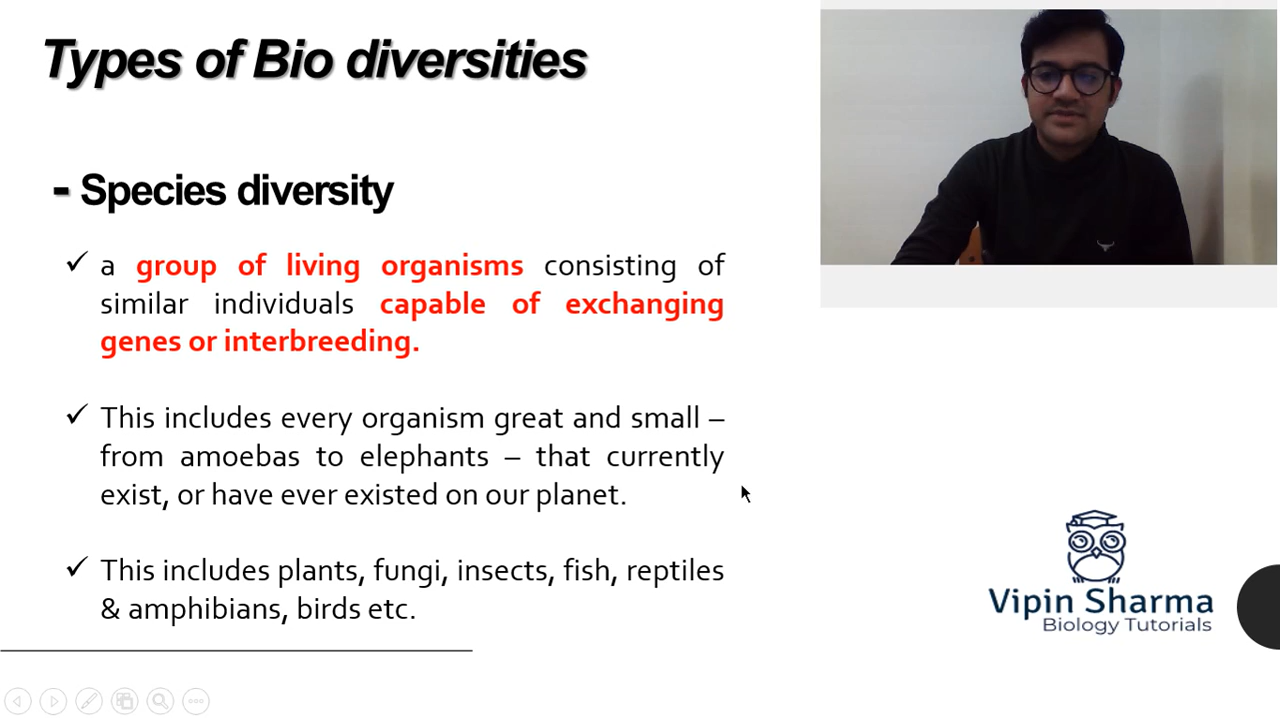 Types of Bio diversities
- Species diversity
✓ a group of living organisms consisting of
similar individuals capable of exchanging
genes or interbreeding.
✓ This includes every organism great and small –
from amoebas to elephants – that currently
exist, or have ever existed on our planet.
✓ This includes plants, fungi, insects, fish, reptiles
& amphibians, birds etc.
Vipin Sharma
Biology Tutorials